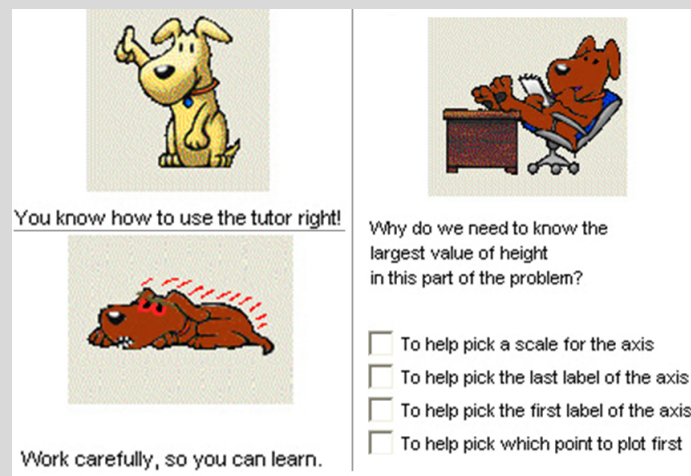 You know how to use the tutor right!
Work carefully, so you can learn.
Why do we need to know the
largest value of height
in this part of the problem?
To help pick a scale for the axis
To help pick the last label of the axis
To help pick the first label of the axis
To help pick which point to plot first